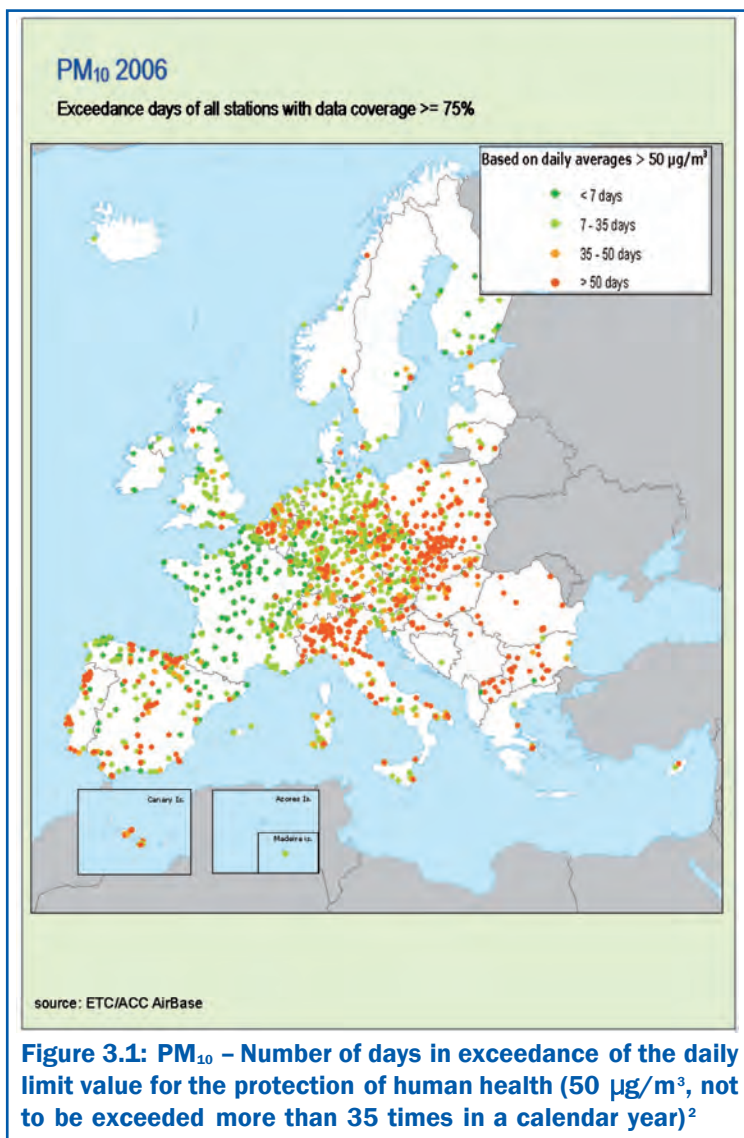 PM₁₀ 2006
Exceedance days of all stations with data coverage >= 75%
Based on daily averages > 50 µg/m³
< 7 days
7 - 35 days
35 - 50 days
> 50 days
Canary Is.
Azores Is.
Madeira Is.
source: ETC/ACC AirBase
Figure 3.1: PM₁₀ – Number of days in exceedance of the daily
limit value for the protection of human health (50 µg/m³, not
to be exceeded more than 35 times in a calendar year)²